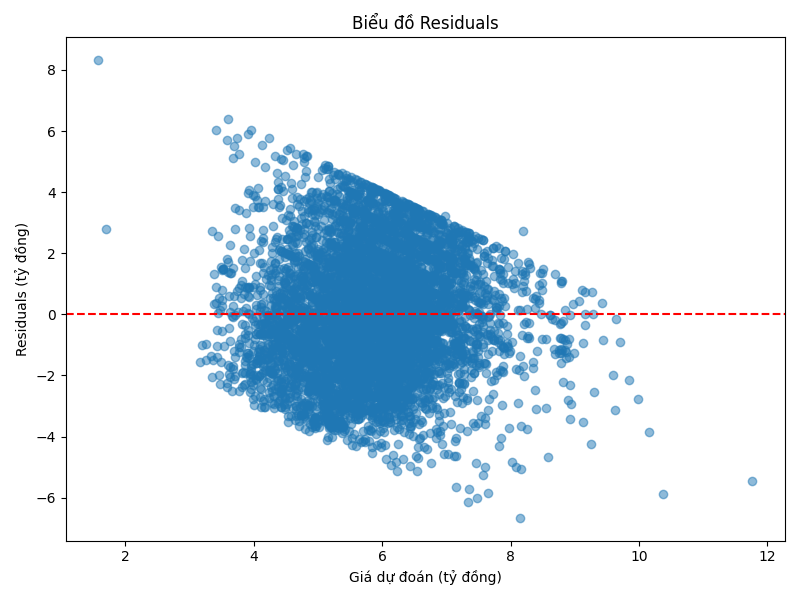 Biểu đồ Residuals
Residuals (tỷ đồng)
8
6
4
2
0
−2
−4
−6
2 4 6 8 10 12
Giá dự đoán (tỷ đồng)